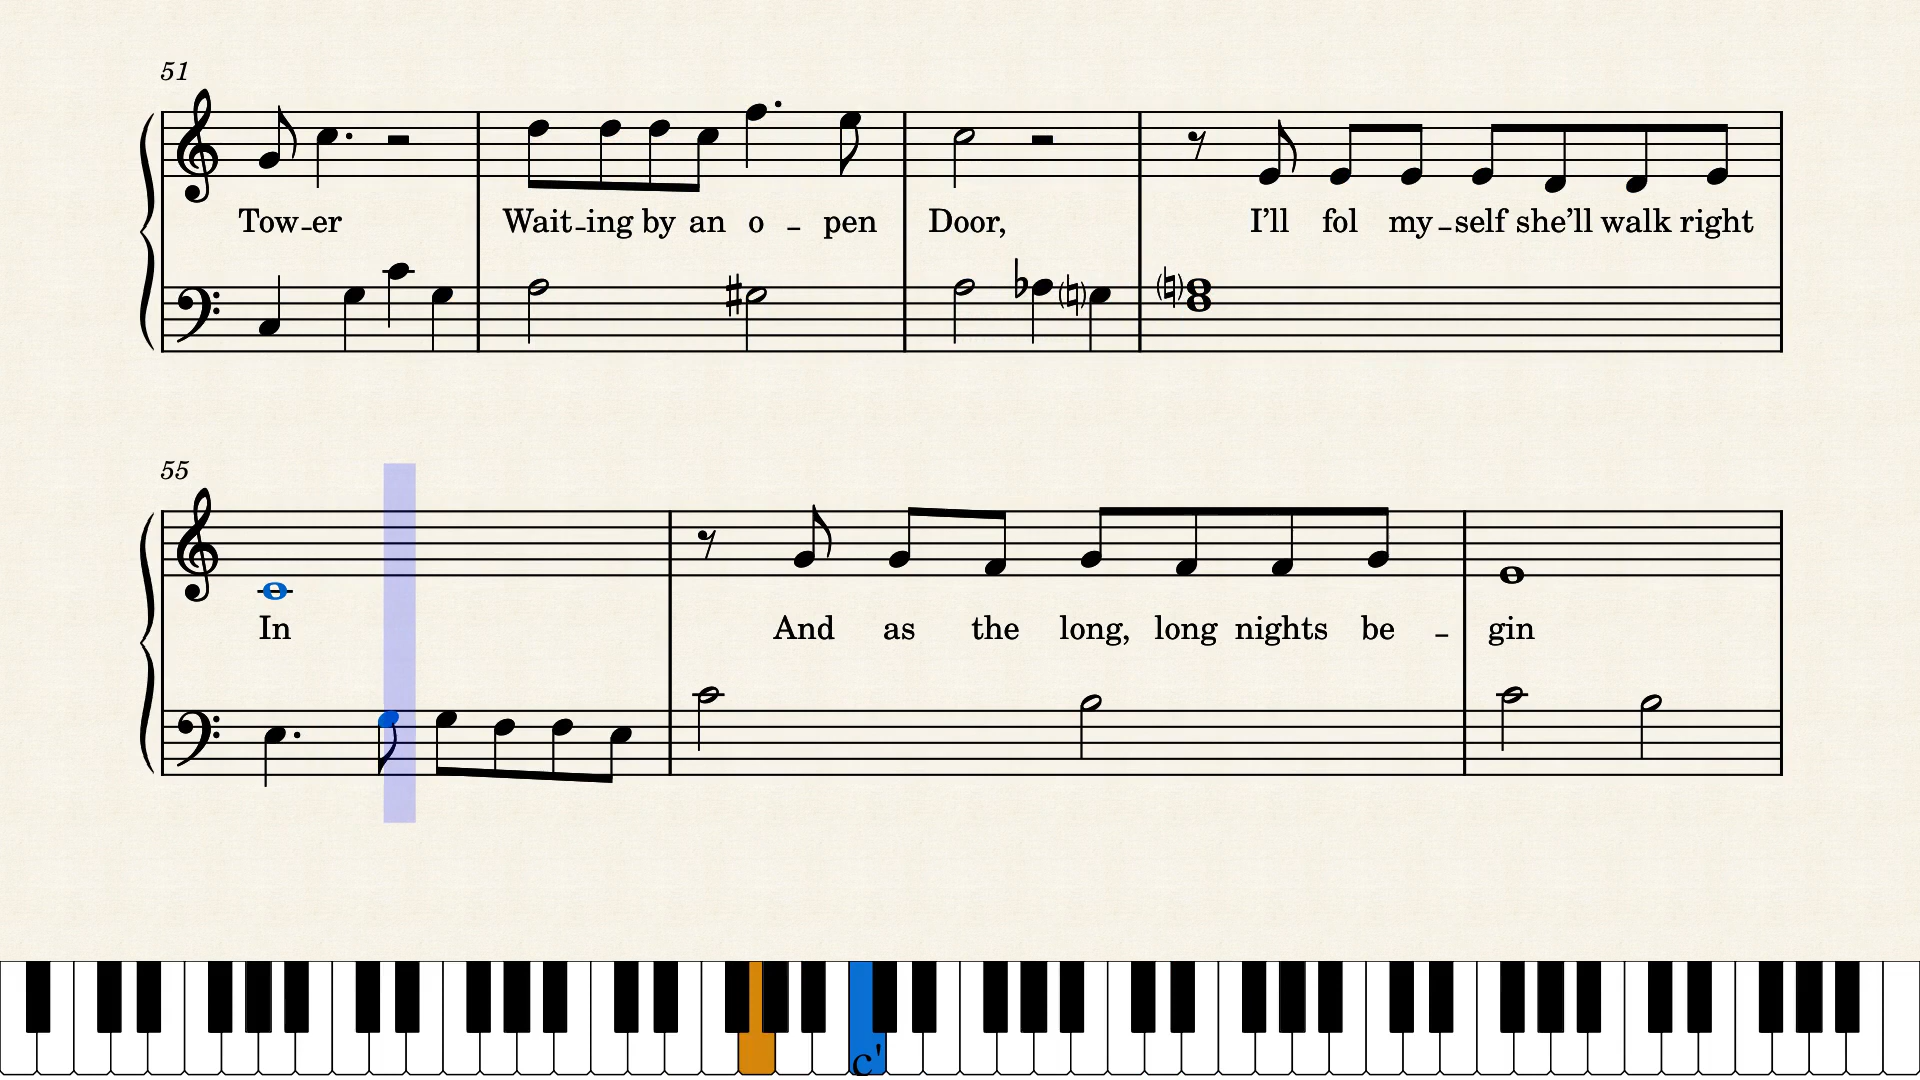 51
Tow-er Wait-ing by an o - pen Door, I’ll fol my-self she’ll walk right
55
In And as the long, long nights be - gin
c'